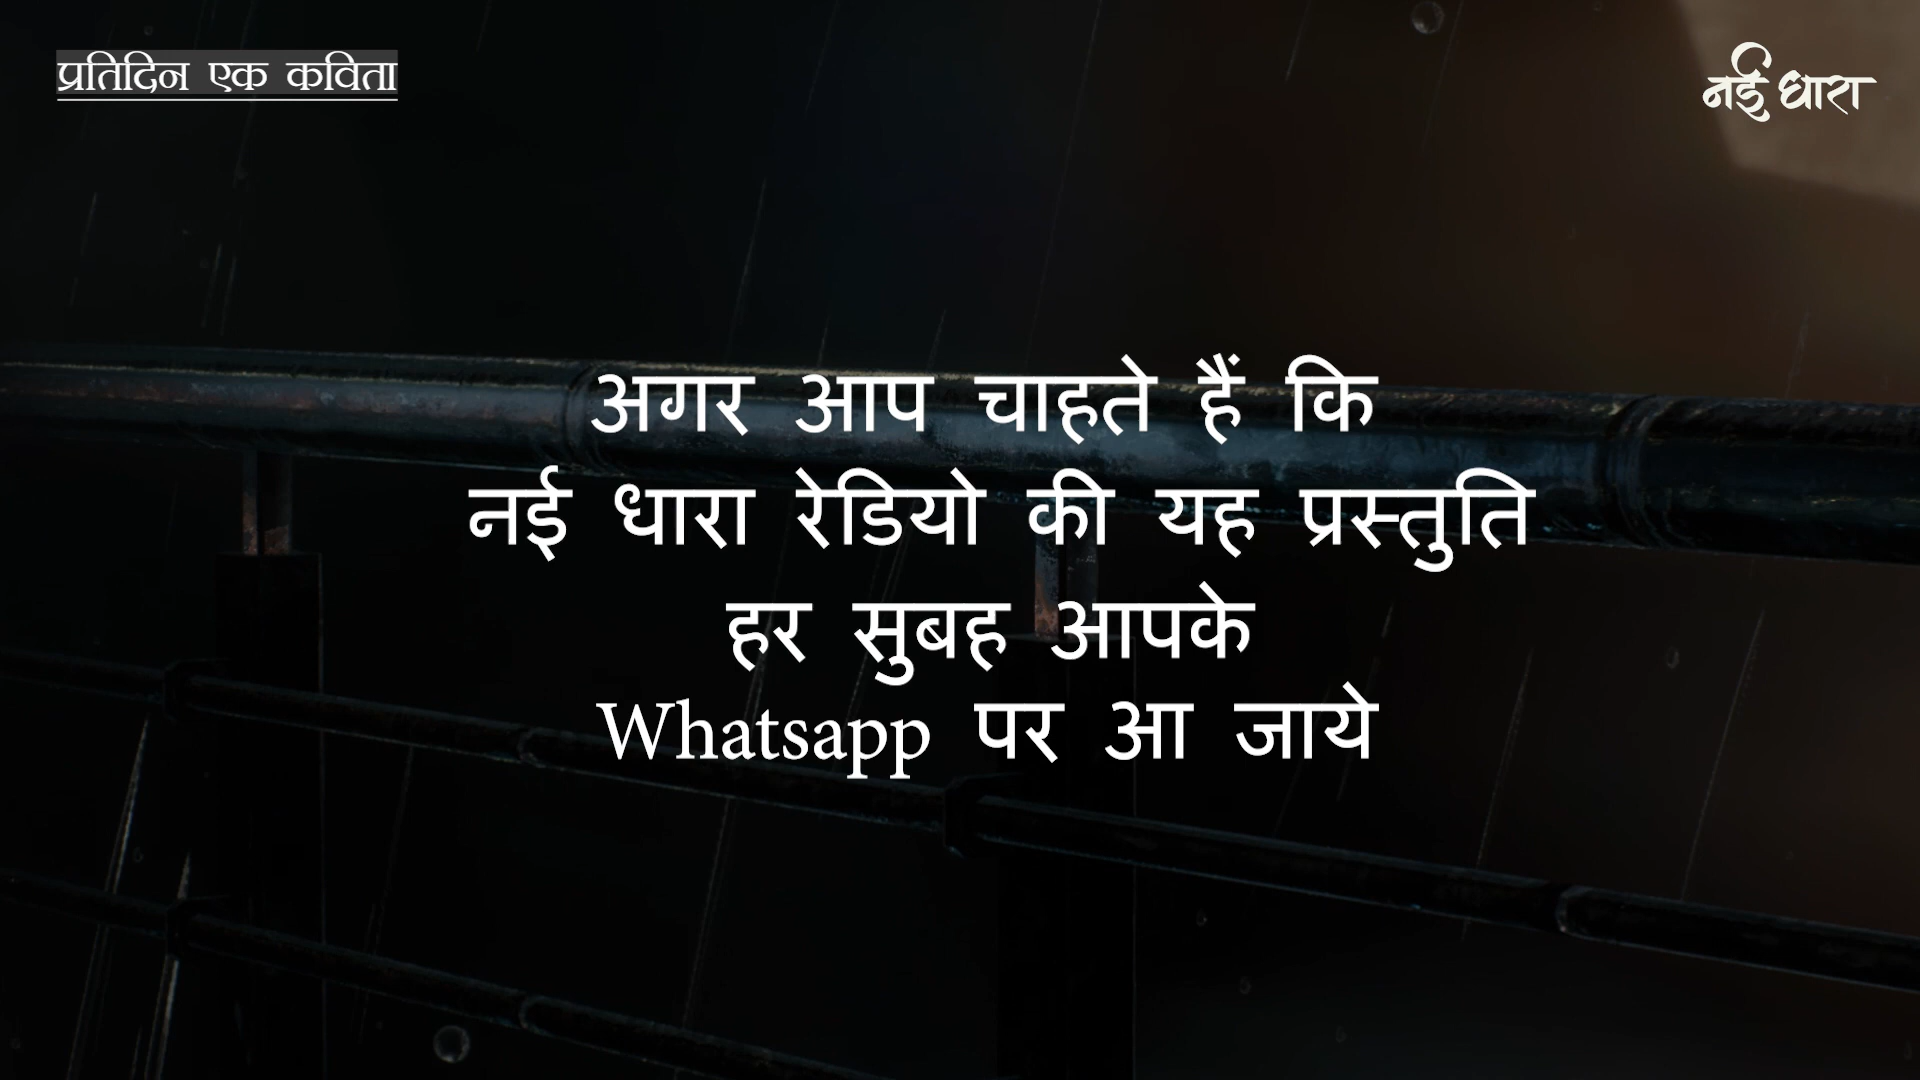 प्रतिदिन एक कविता
नई धारा
अगर आप चाहते हैं कि
नई धारा रेडियो की यह प्रस्तुति
हर सुबह आपके
Whatsapp पर आ जाये